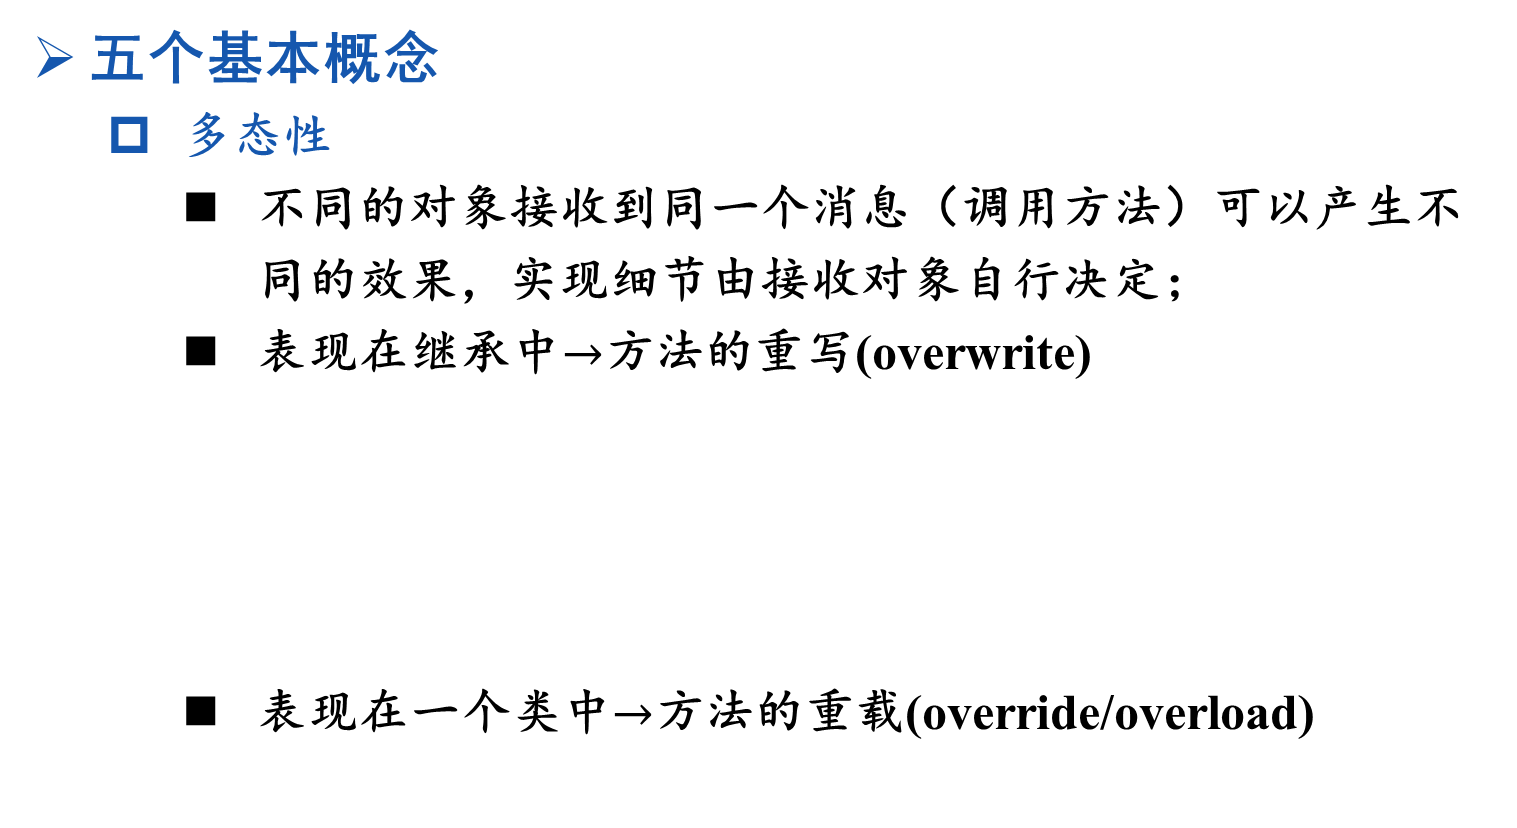 五个基本概念
多态性
不同的对象接收到同一个消息（调用方法）可以产生不
同的效果，实现细节由接收对象自行决定；
表现在继承中→方法的重写(overwrite)
表现在一个类中→方法的重载(override/overload)